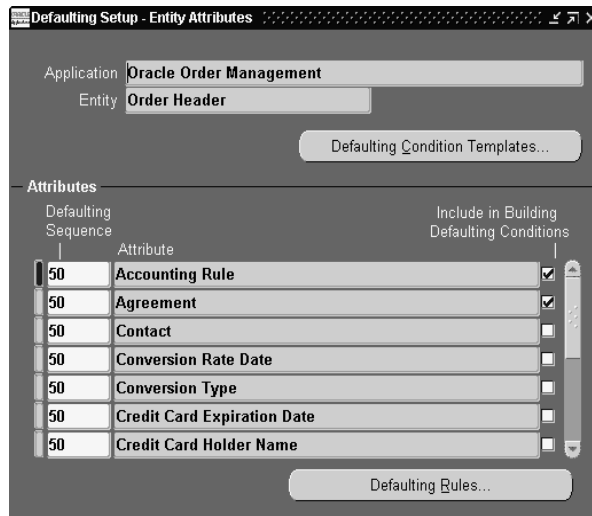 Defaulting Setup - Entity Attributes
Application Oracle Order Management
Entity Order Header
Defaulting Condition Templates...
Attributes
Defaulting Sequence
Attribute
Include in Building Defaulting Conditions
50 Accounting Rule
50 Agreement
50 Contact
50 Conversion Rate Date
50 Conversion Type
50 Credit Card Expiration Date
50 Credit Card Holder Name
Defaulting Rules...